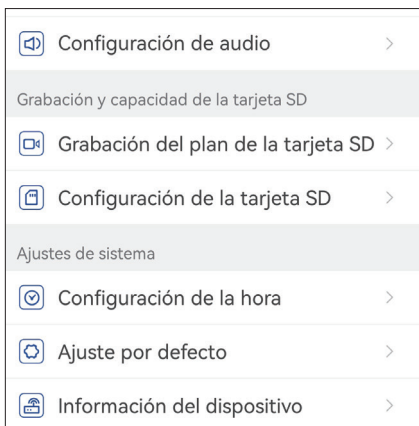 Configuración de audio
Grabación y capacidad de la tarjeta SD
Grabación del plan de la tarjeta SD
Configuración de la tarjeta SD
Ajustes de sistema
Configuración de la hora
Ajuste por defecto
Información del dispositivo